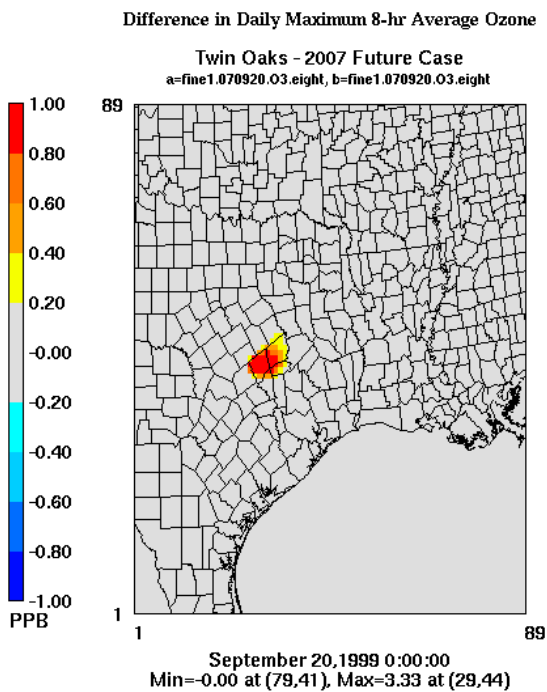 Difference in Daily Maximum 8-hr Average Ozone
Twin Oaks - 2007 Future Case
a=fine1.070920.O3.eight, b=fine1.070920.O3.eight
1.00
0.80
0.60
0.40
0.20
-0.00
-0.20
-0.40
-0.60
-0.80
-1.00
PPB
89
1
1
89
September 20,1999 0:00:00
Min=-0.00 at (79,41), Max=3.33 at (29,44)